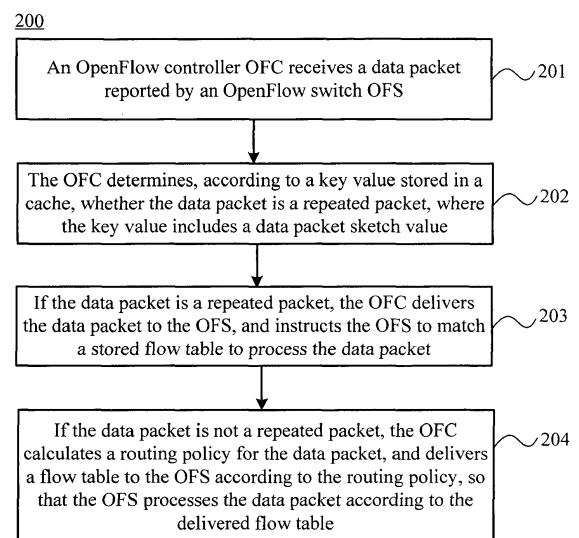 200
An OpenFlow controller OFC receives a data packet
reported by an OpenFlow switch OFS
201
The OFC determines, according to a key value stored in a
cache, whether the data packet is a repeated packet, where
the key value includes a data packet sketch value
202
If the data packet is a repeated packet, the OFC delivers
the data packet to the OFS, and instructs the OFS to match
a stored flow table to process the data packet
203
If the data packet is not a repeated packet, the OFC
calculates a routing policy for the data packet, and delivers
a flow table to the OFS according to the routing policy, so
that the OFS processes the data packet according to the
delivered flow table
204